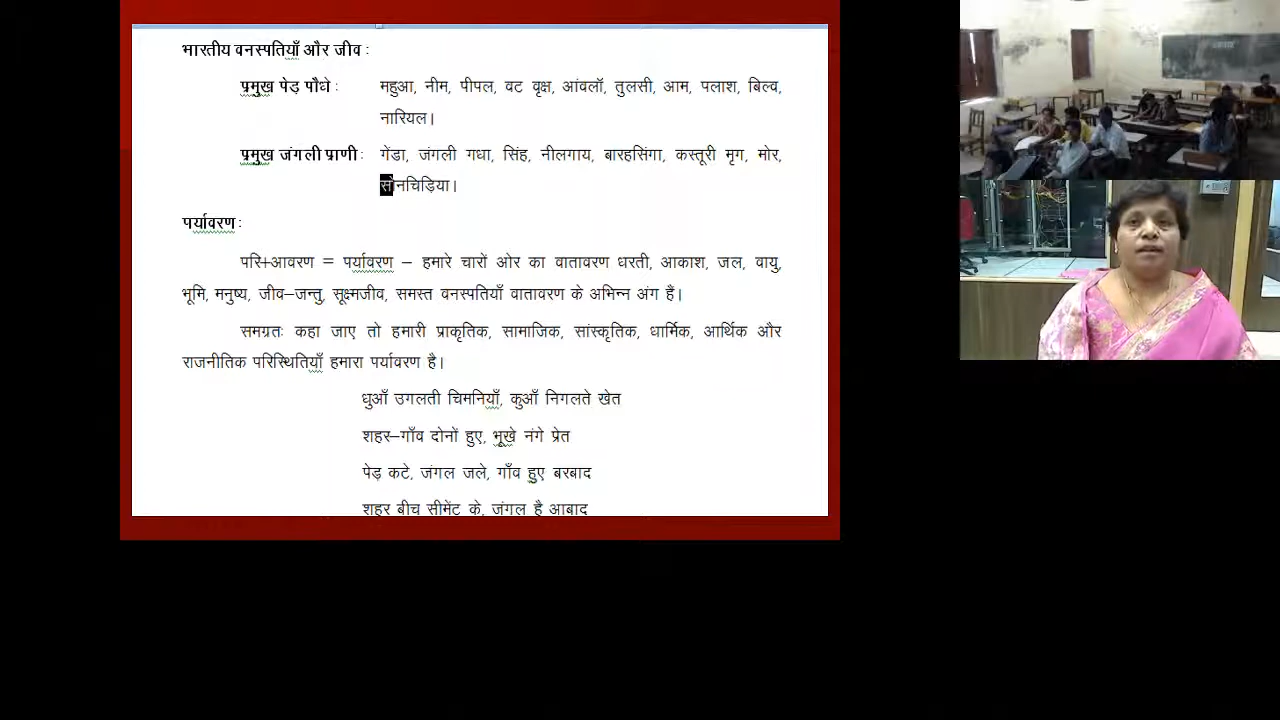 भारतीय वनस्पतियाँ और जीव :
प्रमुख पेड़ पौधे : महुआ, नीम, पीपल, वट वृक्ष, आंवलॉ, तुलसी, आम, पलाश, बिल्व,
नारियल।
प्रमुख जंगली प्राणी : गेंडा, जंगली गधा, सिंह, नीलगाय, बारहसिंगा, कस्तूरी मृग, मोर,
सोनचिड़िया।
पर्यावरण :
परि+आवरण = पर्यावरण – हमारे चारों ओर का वातावरण धरती, आकाश, जल, वायु,
भूमि, मनुष्य, जीव–जन्तु, सूक्ष्मजीव, समस्त वनस्पतियाँ वातावरण के अभिन्न अंग हैं।
समग्रतः कहा जाए तो हमारी प्राकृतिक, सामाजिक, सांस्कृतिक, धार्मिक, आर्थिक और
राजनीतिक परिस्थितियाँ हमारा पर्यावरण है।
धुआँ उगलती चिमनियाँ, कुआँ निगलते खेत
शहर–गाँव दोनों हुए, भूखे नंगे प्रेत
पेड़ कटे, जंगल जले, गाँव हुए बरबाद
शहर बीच सीमेंट के, जंगल है आबाद